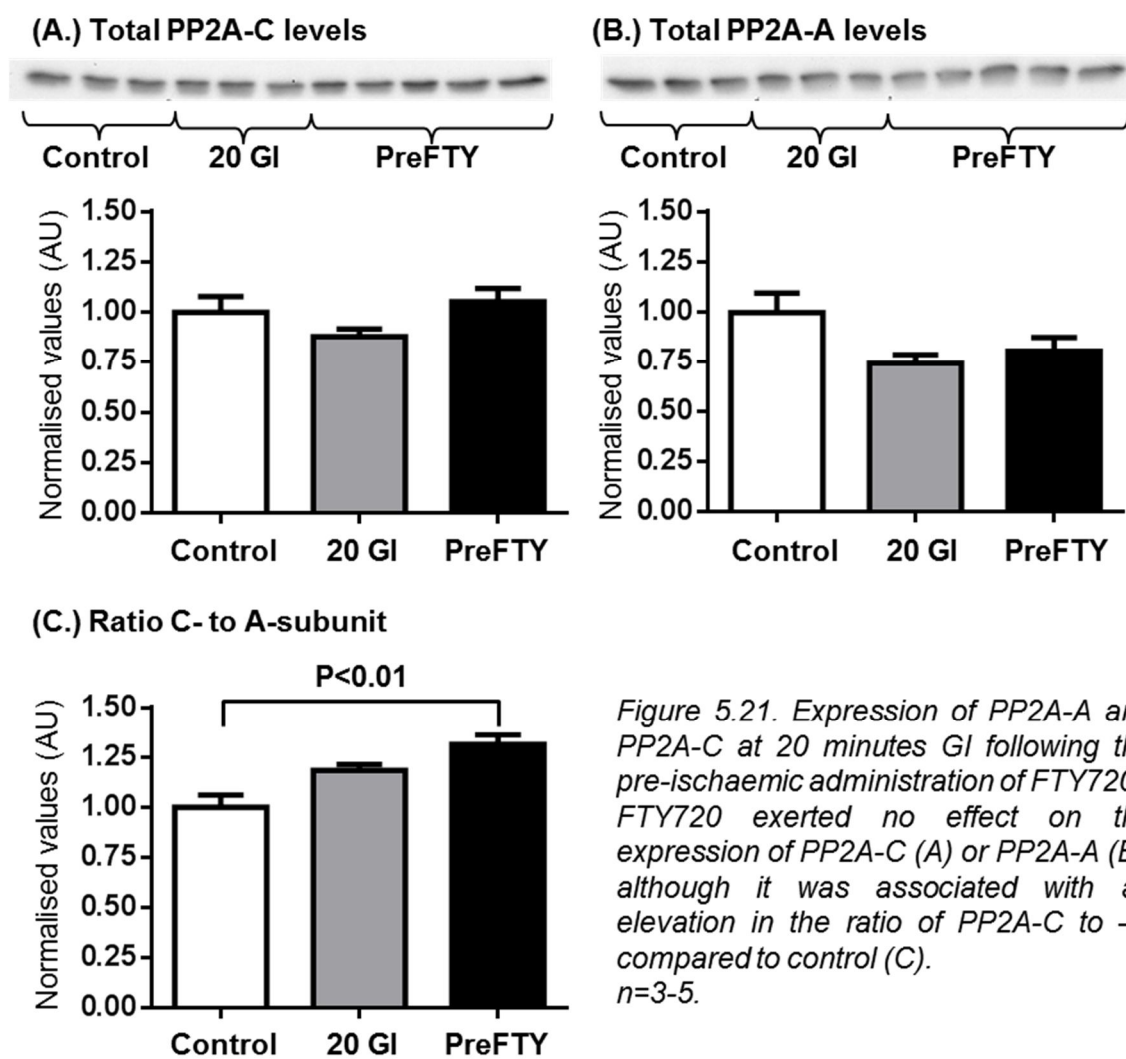 (A.) Total PP2A-C levels
Control 20 GI PreFTY
Normalised values (AU)
1.50
1.25
1.00
0.75
0.50
0.25
0.00
Control 20 GI PreFTY
(B.) Total PP2A-A levels
Control 20 GI PreFTY
Normalised values (AU)
1.50
1.25
1.00
0.75
0.50
0.25
0.00
Control 20 GI PreFTY
(C.) Ratio C- to A-subunit
P<0.01
Normalised values (AU)
1.50
1.25
1.00
0.75
0.50
0.25
0.00
Control 20 GI PreFTY
Figure 5.21. Expression of PP2A-A an
PP2A-C at 20 minutes GI following th
pre-ischaemic administration of FTY720
FTY720 exerted no effect on th
expression of PP2A-C (A) or PP2A-A (B
although it was associated with a
elevation in the ratio of PP2A-C to -
compared to control (C).
n=3-5.